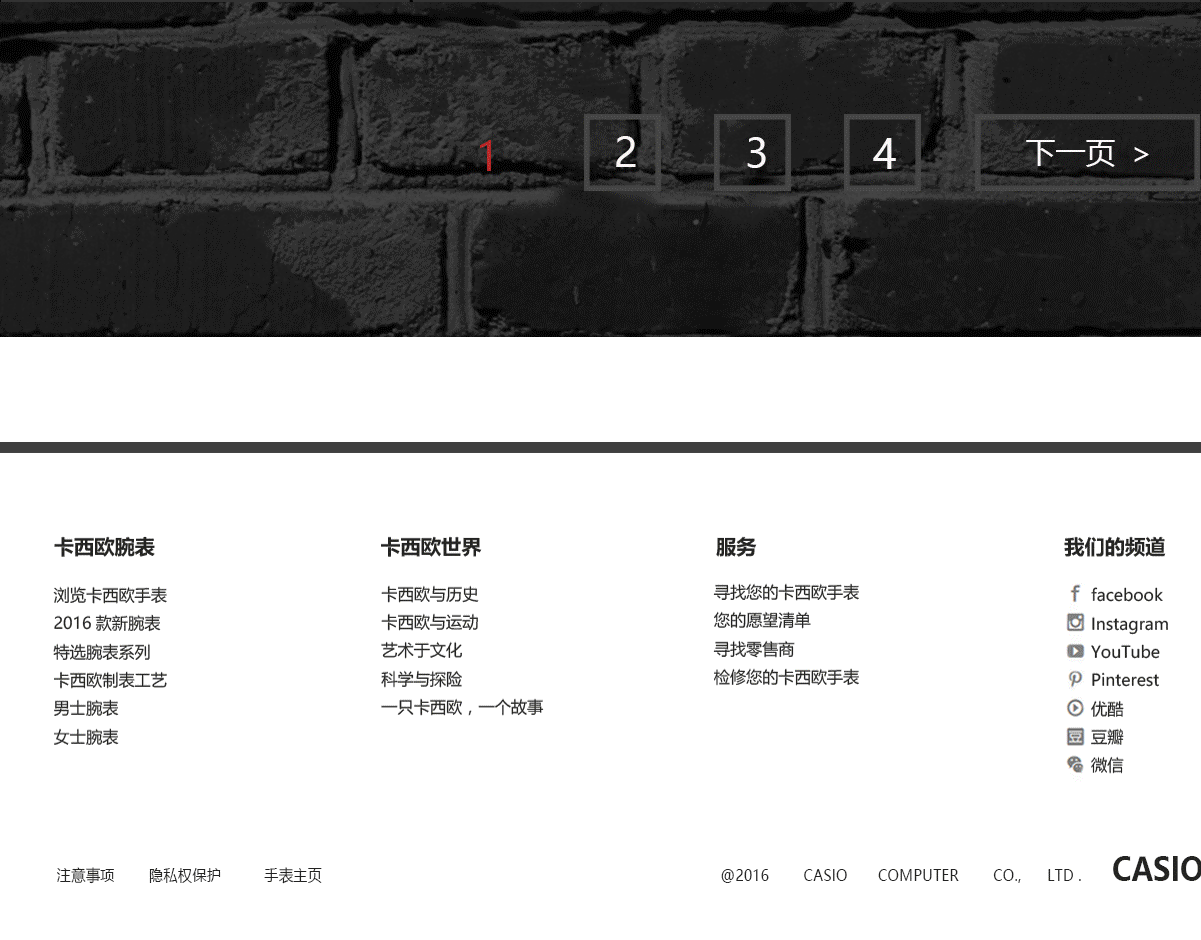 1 2 3 4 下一页 >
卡西欧腕表
浏览卡西欧手表
2016 款新腕表
特选腕表系列
卡西欧制表工艺
男士腕表
女士腕表
卡西欧世界
卡西欧与历史
卡西欧与运动
艺术于文化
科学与探险
一只卡西欧，一个故事
服务
寻找您的卡西欧手表
您的愿望清单
寻找零售商
检修您的卡西欧手表
我们的频道
facebook
Instagram
YouTube
Pinterest
优酷
豆瓣
微信
注意事项 隐私权保护 手表主页 @2016 CASIO COMPUTER CO., LTD . CASIO